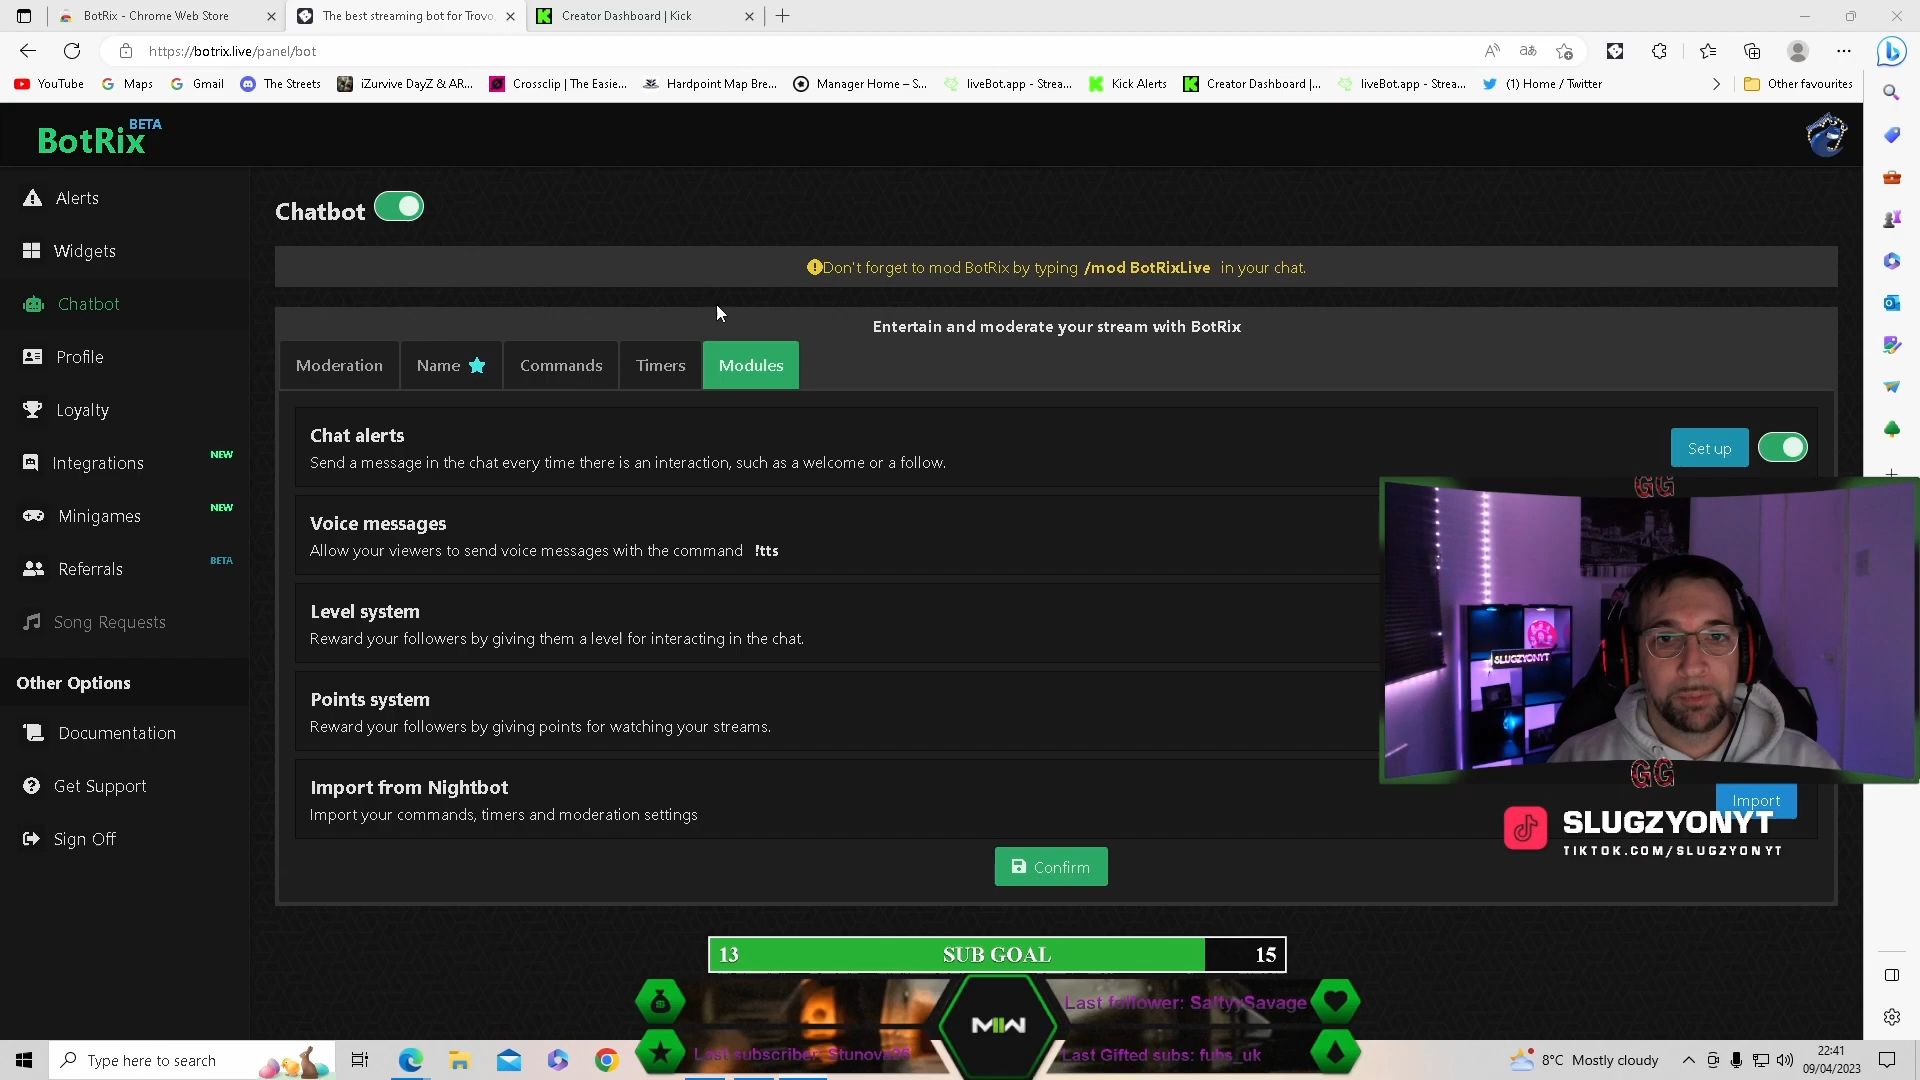 BotRix - Chrome Web Store
The best streaming bot for Trovo,
Creator Dashboard | Kick
https://botrix.live/panel/bot
YouTube
Maps
Gmail
The Streets
iZurvive DayZ & AR...
Crossclip | The Easie...
Hardpoint Map Bre...
Manager Home – S...
liveBot.app - Strea...
Kick Alerts
Creator Dashboard |...
liveBot.app - Strea...
(1) Home / Twitter
Other favourites
BotRix BETA
Alerts
Widgets
Chatbot
Profile
Loyalty
Integrations NEW
Minigames NEW
Referrals BETA
Song Requests
Other Options
Documentation
Get Support
Sign Off
Chatbot
Don't forget to mod BotRix by typing /mod BotRixLive in your chat.
Entertain and moderate your stream with BotRix
Moderation
Name
Commands
Timers
Modules
Chat alerts
Send a message in the chat every time there is an interaction, such as a welcome or a follow.
Set up
Voice messages
Allow your viewers to send voice messages with the command !tts
Level system
Reward your followers by giving them a level for interacting in the chat.
Points system
Reward your followers by giving points for watching your streams.
Import from Nightbot
Import your commands, timers and moderation settings
Import
Confirm
GG
SLUGZYONYT
GG
SLUGZYONYT
TIKTOK.COM/SLUGZYONYT
13 SUB GOAL 15
Last follower: SaltyySavage
MW
Last subscriber: Stunova95
Last Gifted subs: fubs_uk
Type here to search
8°C Mostly cloudy
22:41
09/04/2023